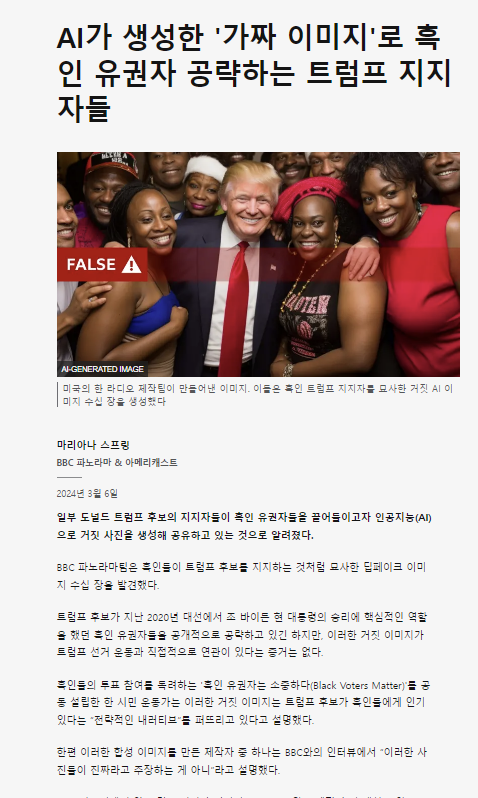 AI가 생성한 '가짜 이미지'로 흑
인 유권자 공략하는 트럼프 지지
자들
FALSE
AI-GENERATED IMAGE
미국의 한 라디오 제작팀이 만들어낸 이미지. 이들은 흑인 트럼프 지지자를 묘사한 거짓 AI 이
미지 수십 장을 생성했다
마리아나 스프링
BBC 파노라마 & 아메리캐스트
2024년 3월 6일
일부 도널드 트럼프 후보의 지지자들이 흑인 유권자들을 끌어들이고자 인공지능(AI)
으로 거짓 사진을 생성해 공유하고 있는 것으로 알려졌다.
BBC 파노라마팀은 흑인들이 트럼프 후보를 지지하는 것처럼 묘사한 딥페이크 이미
지 수십 장을 발견했다.
트럼프 후보가 지난 2020년 대선에서 조 바이든 현 대통령의 승리에 핵심적인 역할
을 했던 흑인 유권자들을 공개적으로 공략하고 있긴 하지만, 이러한 거짓 이미지가
트럼프 선거 운동과 직접적으로 연관이 있다는 증거는 없다.
흑인들의 투표 참여를 독려하는 '흑인 유권자는 소중하다(Black Voters Matter)'를 공
동 설립한 한 시민 운동가는 이러한 거짓 이미지는 트럼프 후보가 흑인들에게 인기
있다는 "전략적인 내러티브"를 퍼뜨리고 있다고 설명했다.
한편 이러한 합성 이미지를 만든 제작자 중 하나는 BBC와의 인터뷰에서 "이러한 사
진들이 진짜라고 주장하는 게 아니"라고 설명했다.